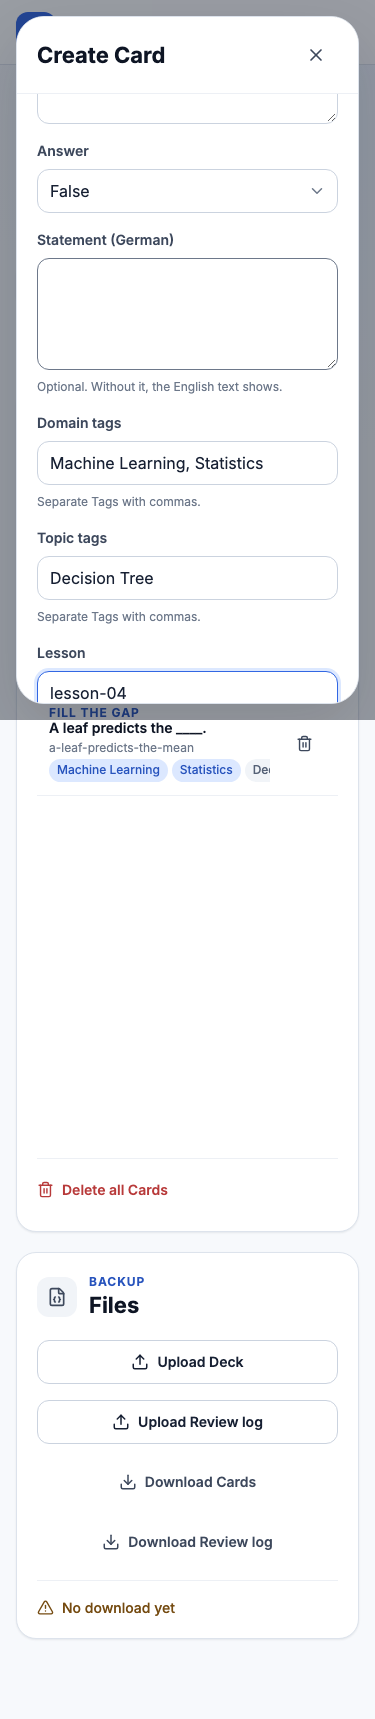 Create Card
Answer
False
Statement (German)
Optional. Without it, the English text shows.
Domain tags
Machine Learning, Statistics
Separate Tags with commas.
Topic tags
Decision Tree
Separate Tags with commas.
Lesson
lesson-04
FILL THE GAP
A leaf predicts the ____.
a-leaf-predicts-the-mean
Machine Learning Statistics
Delete all Cards
BACKUP
Files
Upload Deck
Upload Review log
Download Cards
Download Review log
No download yet